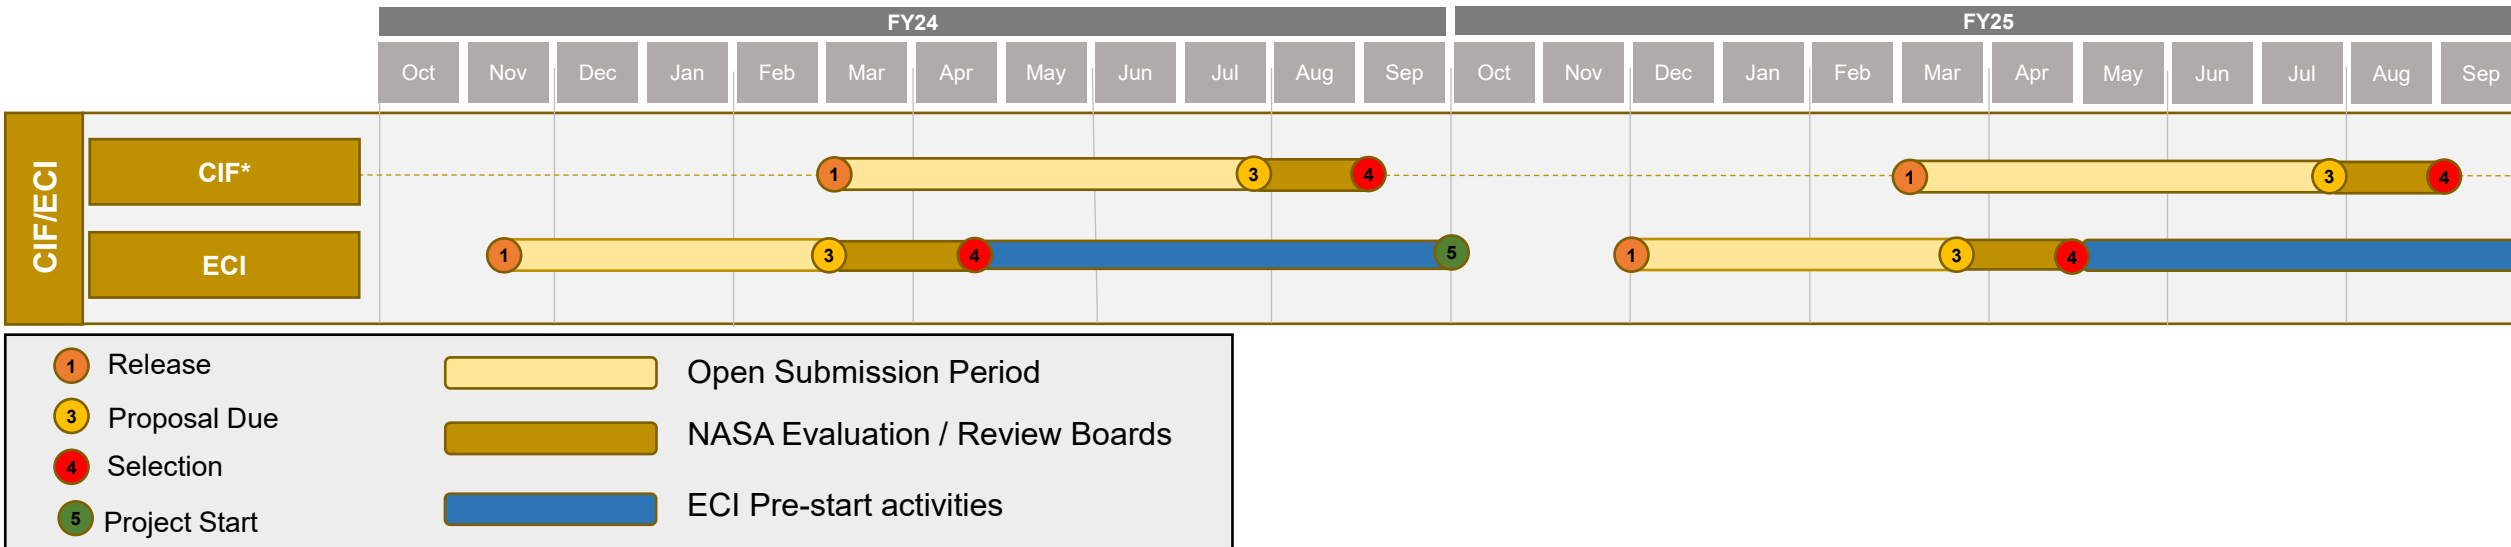 FY24 FY25
Oct Nov Dec Jan Feb Mar Apr May Jun Jul Aug Sep Oct Nov Dec Jan Feb Mar Apr May Jun Jul Aug Sep
CIF/ECI
CIF*
1 3 4 1 3 4
ECI
1 3 4 5 1 3 4
1 Release
3 Proposal Due
4 Selection
5 Project Start
Open Submission Period
NASA Evaluation / Review Boards
ECI Pre-start activities